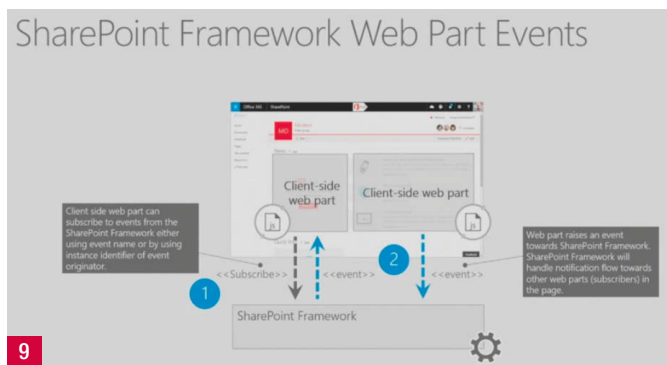 SharePoint Framework Web Part Events
Office 365
SharePoint
MO
Client-side
web part
Client-side web part
JS
JS
Client side web part can
subscribe to events from the
SharePoint Framework either
using event name or by using
instance identifier of event
originator.
Web part raises an event
towards SharePoint Framework.
SharePoint Framework will
handle notification flow towards
other web parts (subscribers) in
the page.
<<Subscribe>>
<<event>>
<<event>>
1
2
SharePoint Framework
9